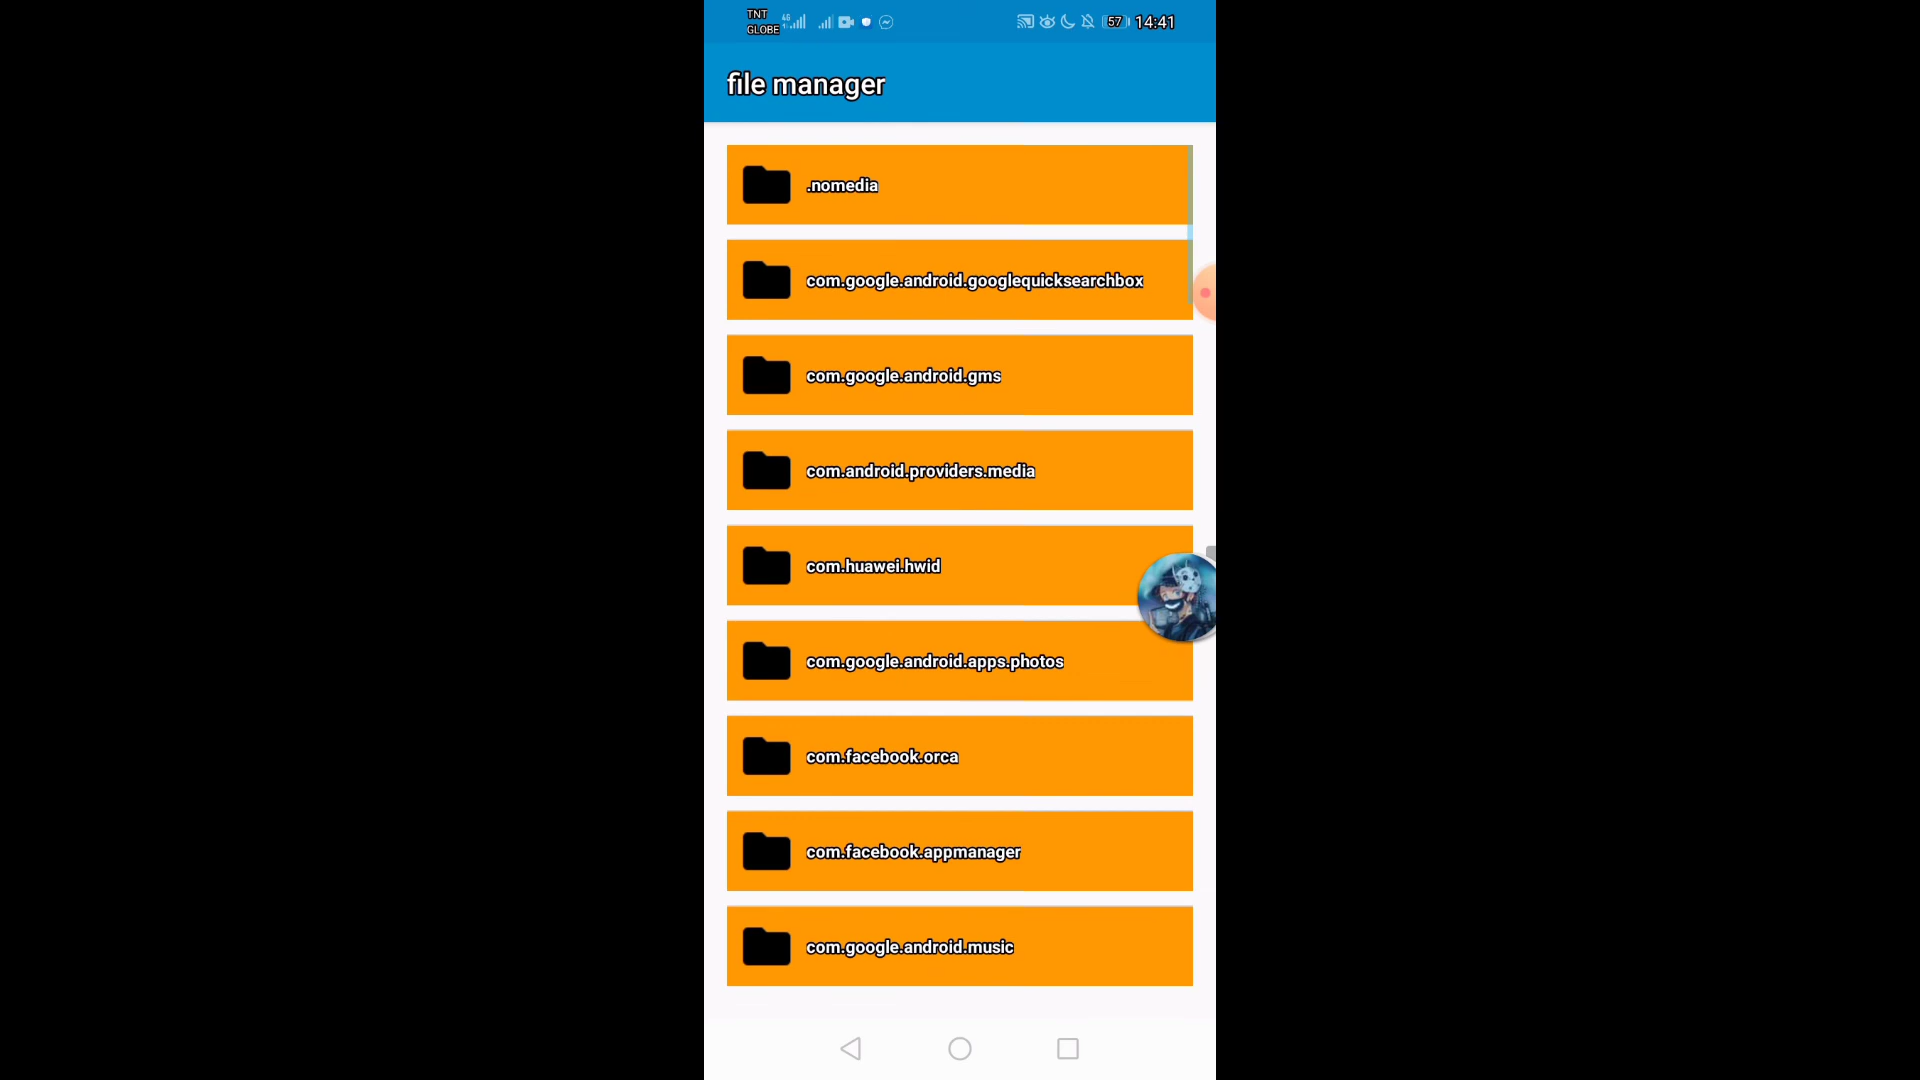 TNT
GLOBE
4G
57
14:41
file manager
.nomedia
com.google.android.googlequicksearchbox
com.google.android.gms
com.android.providers.media
com.huawei.hwid
com.google.android.apps.photos
com.facebook.orca
com.facebook.appmanager
com.google.android.music